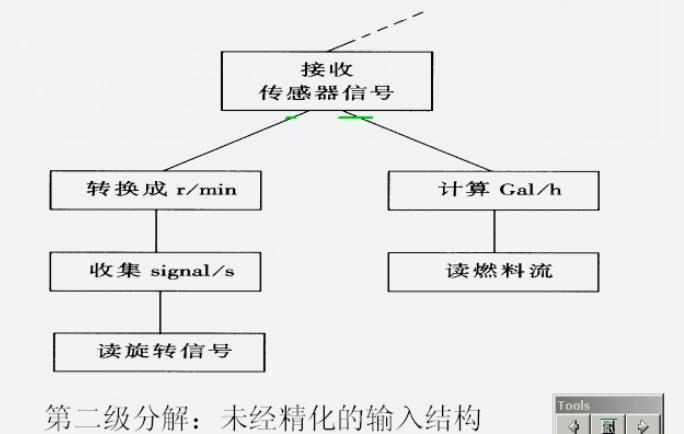 接收
传感器信号
转换成 r/min
计算 Gal/h
收集 signal/s
读燃料流
读旋转信号
第二级分解：未经精化的输入结构
Tools